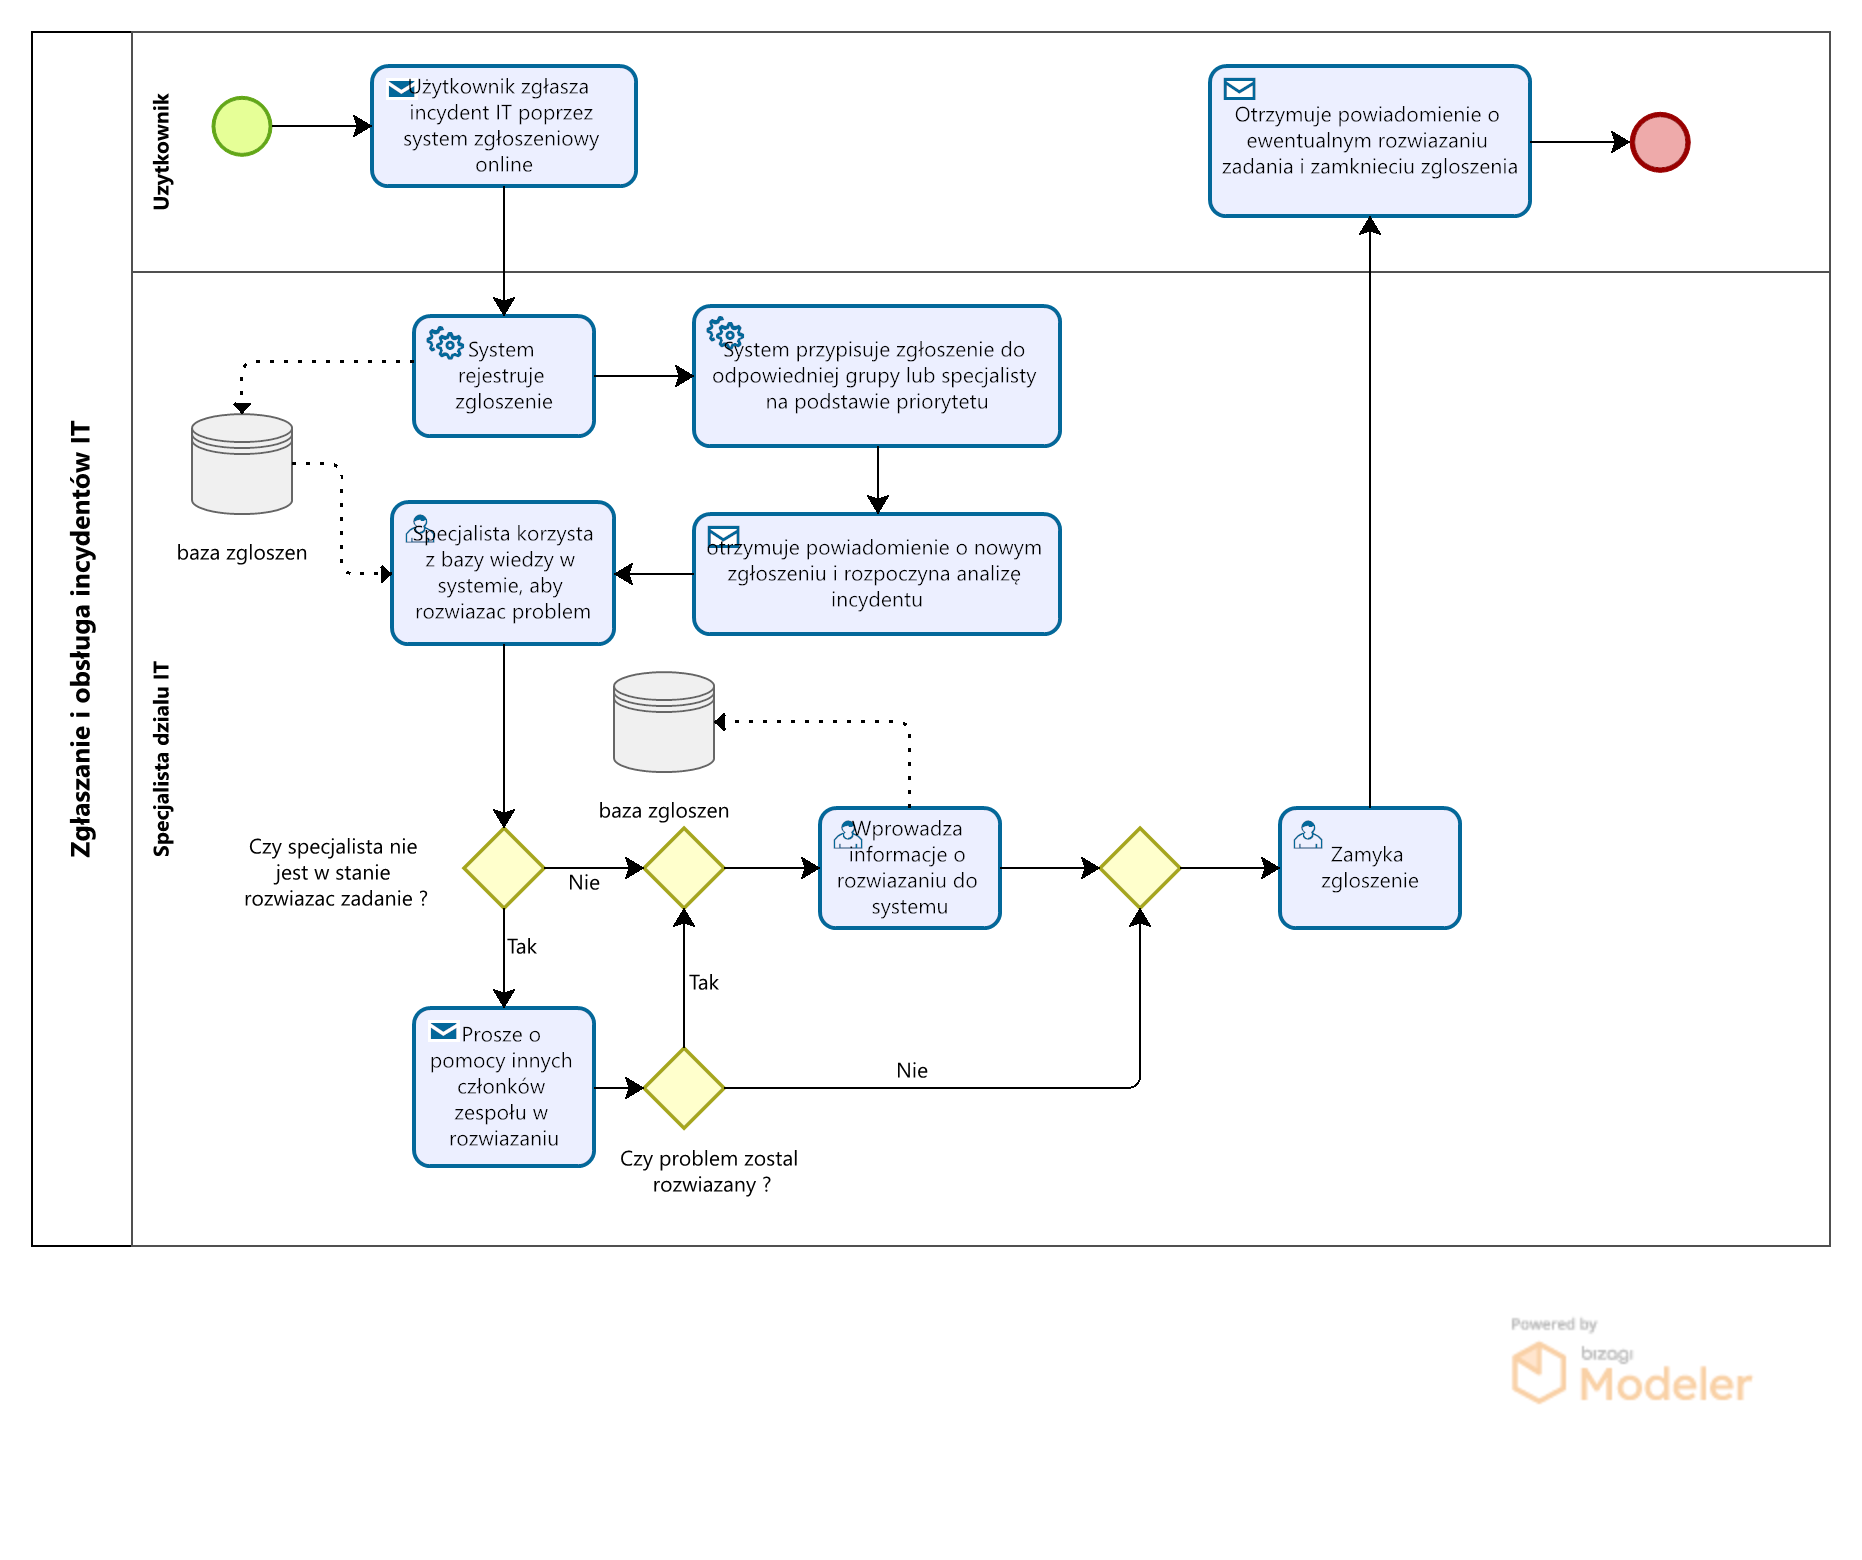 Zgłaszanie i obsługa incydentów IT
Uzytkownik
Użytkownik zgłasza
incydent IT poprzez
system zgłoszeniowy
online
Otrzymuje powiadomienie o
ewentualnym rozwiazaniu
zadania i zamknieciu zgloszenia
Specjalista dzialu IT
System
rejestruje
zgloszenie
System przypisuje zgłoszenie do
odpowiedniej grupy lub specjalisty
na podstawie priorytetu
baza zgloszen
Specjalista korzysta
z bazy wiedzy w
systemie, aby
rozwiazac problem
otrzymuje powiadomienie o nowym
zgłoszeniu i rozpoczyna analizę
incydentu
baza zgloszen
Czy specjalista nie
jest w stanie
rozwiazac zadanie ?
Nie
Tak
Wprowadza
informacje o
rozwiazaniu do
systemu
Zamyka
zgloszenie
Tak
Prosze o
pomocy innych
członków
zespołu w
rozwiazaniu
Nie
Czy problem zostal
rozwiazany ?
Powered by
bizagi
Modeler